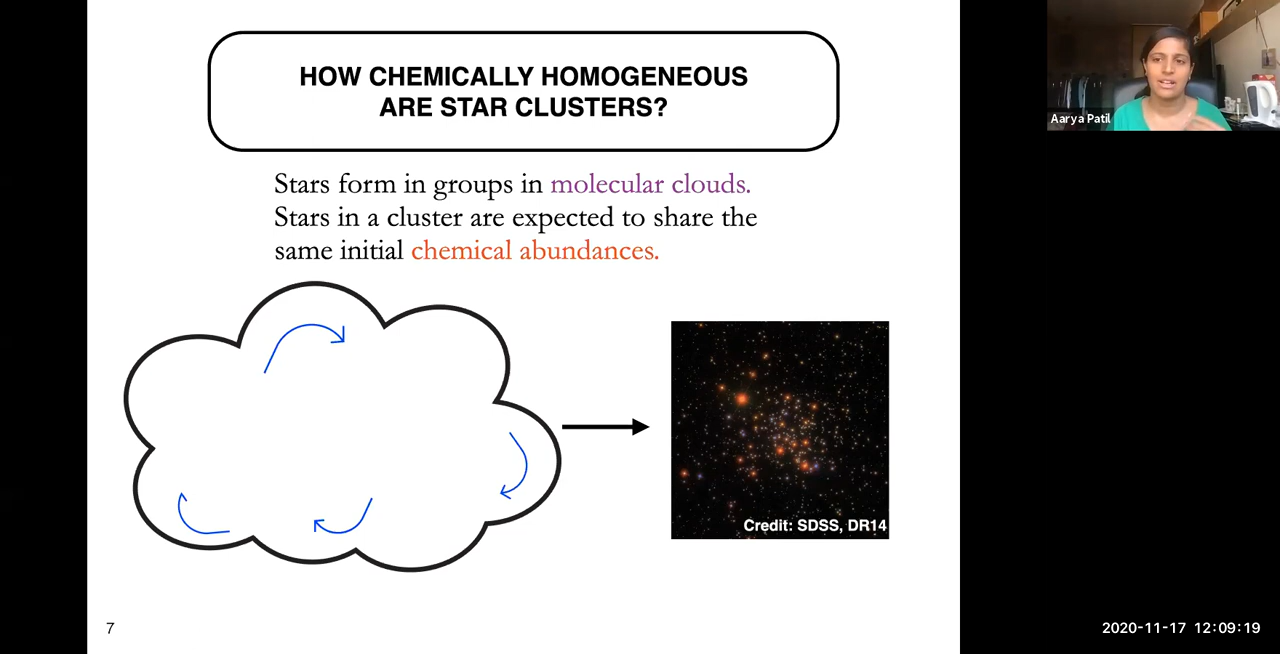 HOW CHEMICALLY HOMOGENEOUS
ARE STAR CLUSTERS?
Stars form in groups in molecular clouds.
Stars in a cluster are expected to share the
same initial chemical abundances.
Credit: SDSS, DR14
7
Aarya Patil
2020-11-17 12:09:19